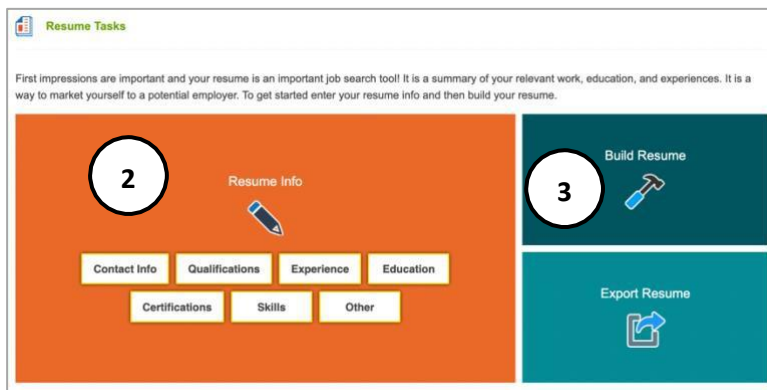 Resume Tasks
First impressions are important and your resume is an important job search tool! It is a summary of your relevant work, education, and experiences. It is a
way to market yourself to a potential employer. To get started enter your resume info and then build your resume.
2
Resume Info
Contact Info Qualifications Experience Education
Certifications Skills Other
3
Build Resume
Export Resume